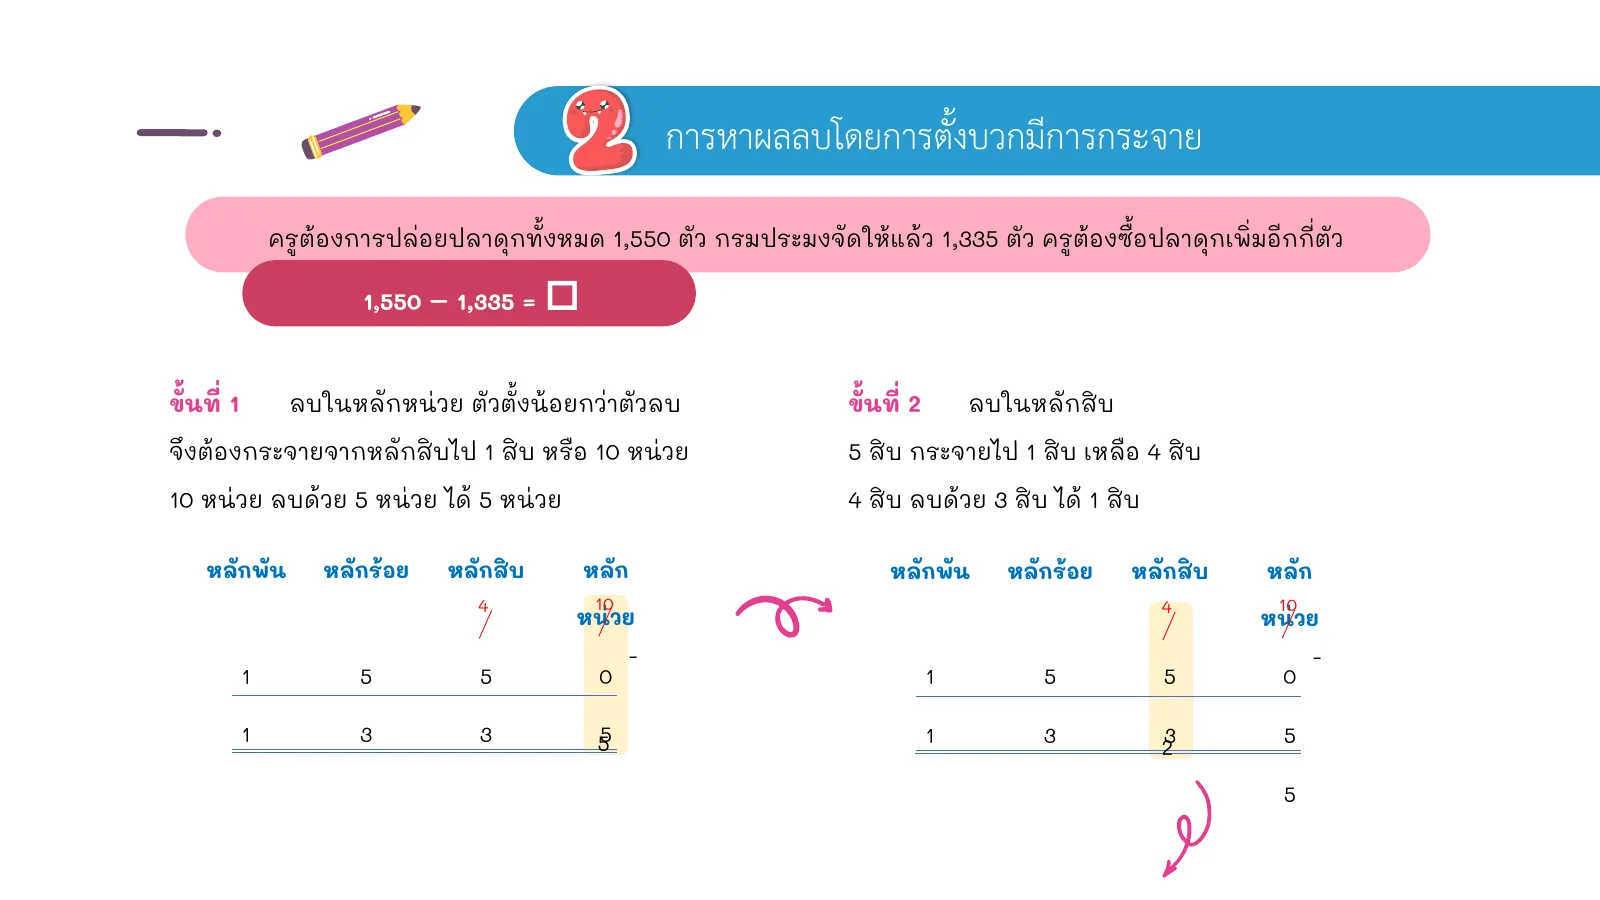 2
การหาผลลบโดยการตั้งบวกมีการกระจาย
ครูต้องการปล่อยปลาดุกทั้งหมด 1,550 ตัว กรมประมงจัดให้แล้ว 1,335 ตัว ครูต้องซื้อปลาดุกเพิ่มอีกกี่ตัว
1,550 – 1,335 = □
ขั้นที่ 1 ลบในหลักหน่วย ตัวตั้งน้อยกว่าตัวลบ
จึงต้องกระจายจากหลักสิบไป 1 สิบ หรือ 10 หน่วย
10 หน่วย ลบด้วย 5 หน่วย ได้ 5 หน่วย
หลักพัน หลักร้อย หลักสิบ หลัก
หน่วย
4 10
1 5 5 0 -
1 3 3 5
5
ขั้นที่ 2 ลบในหลักสิบ
5 สิบ กระจายไป 1 สิบ เหลือ 4 สิบ
4 สิบ ลบด้วย 3 สิบ ได้ 1 สิบ
หลักพัน หลักร้อย หลักสิบ หลัก
หน่วย
4 10
1 5 5 0 -
1 3 3 5
2
5